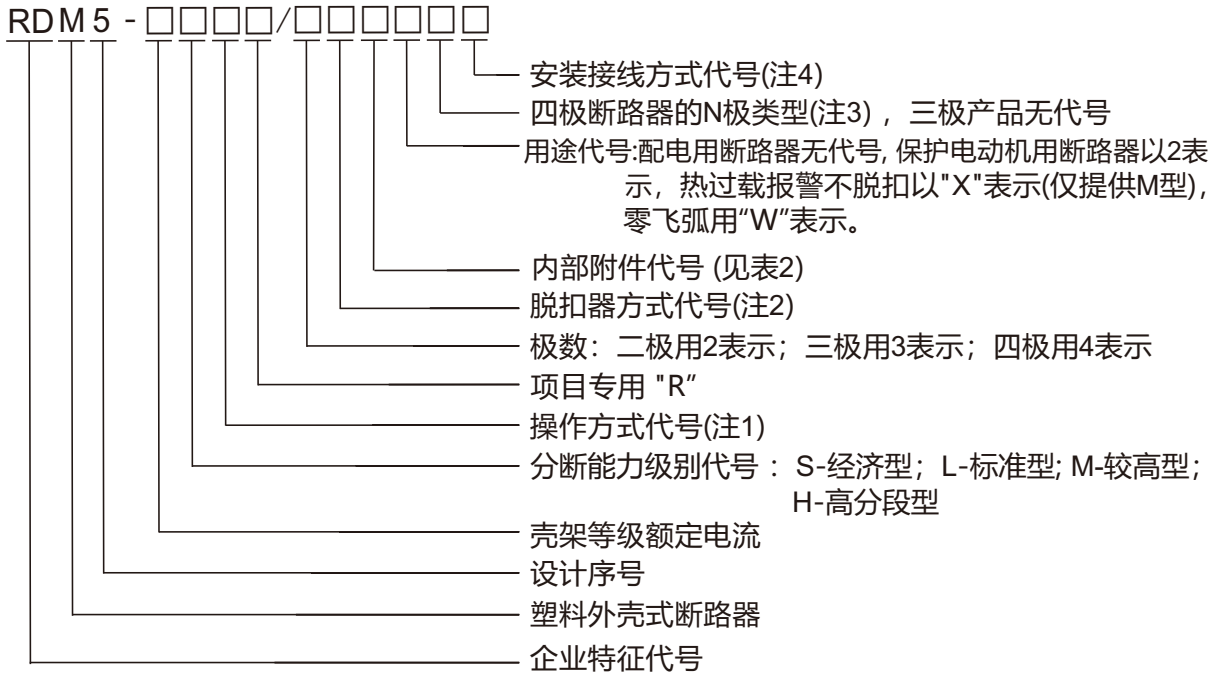 RDM5-□□□□/□□□□□□
安装接线方式代号(注4)
四极断路器的N极类型(注3) ，三极产品无代号
用途代号:配电用断路器无代号, 保护电动机用断路器以2表
示，热过载报警不脱扣以"X"表示(仅提供M型)，
零飞弧用“W”表示。
内部附件代号 (见表2)
脱扣器方式代号(注2)
极数：二极用2表示；三极用3表示；四极用4表示
项目专用 "R"
操作方式代号(注1)
分断能力级别代号 ：S-经济型；L-标准型; M-较高型；
H-高分段型
壳架等级额定电流
设计序号
塑料外壳式断路器
企业特征代号